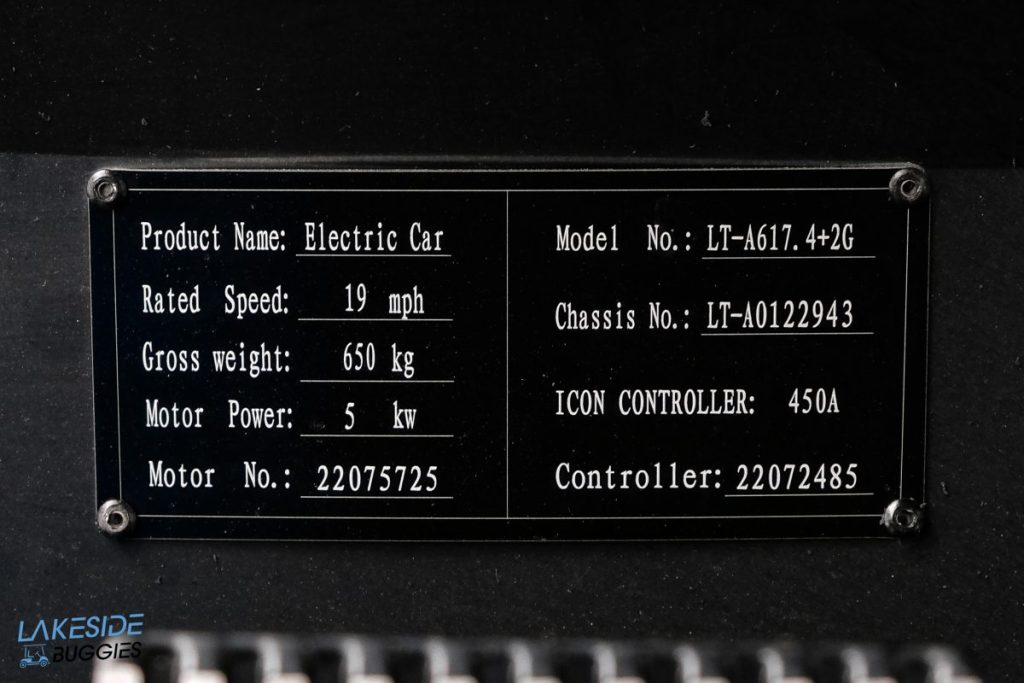 Product Name: Electric Car
Rated Speed: 19 mph
Gross weight: 650 kg
Motor Power: 5 kw
Motor No.: 22075725
Model No.: LT-A617.4+2G
Chassis No.: LT-A0122943
ICON CONTROLLER: 450A
Controller: 22072485
LAKESIDE
BUGGIES